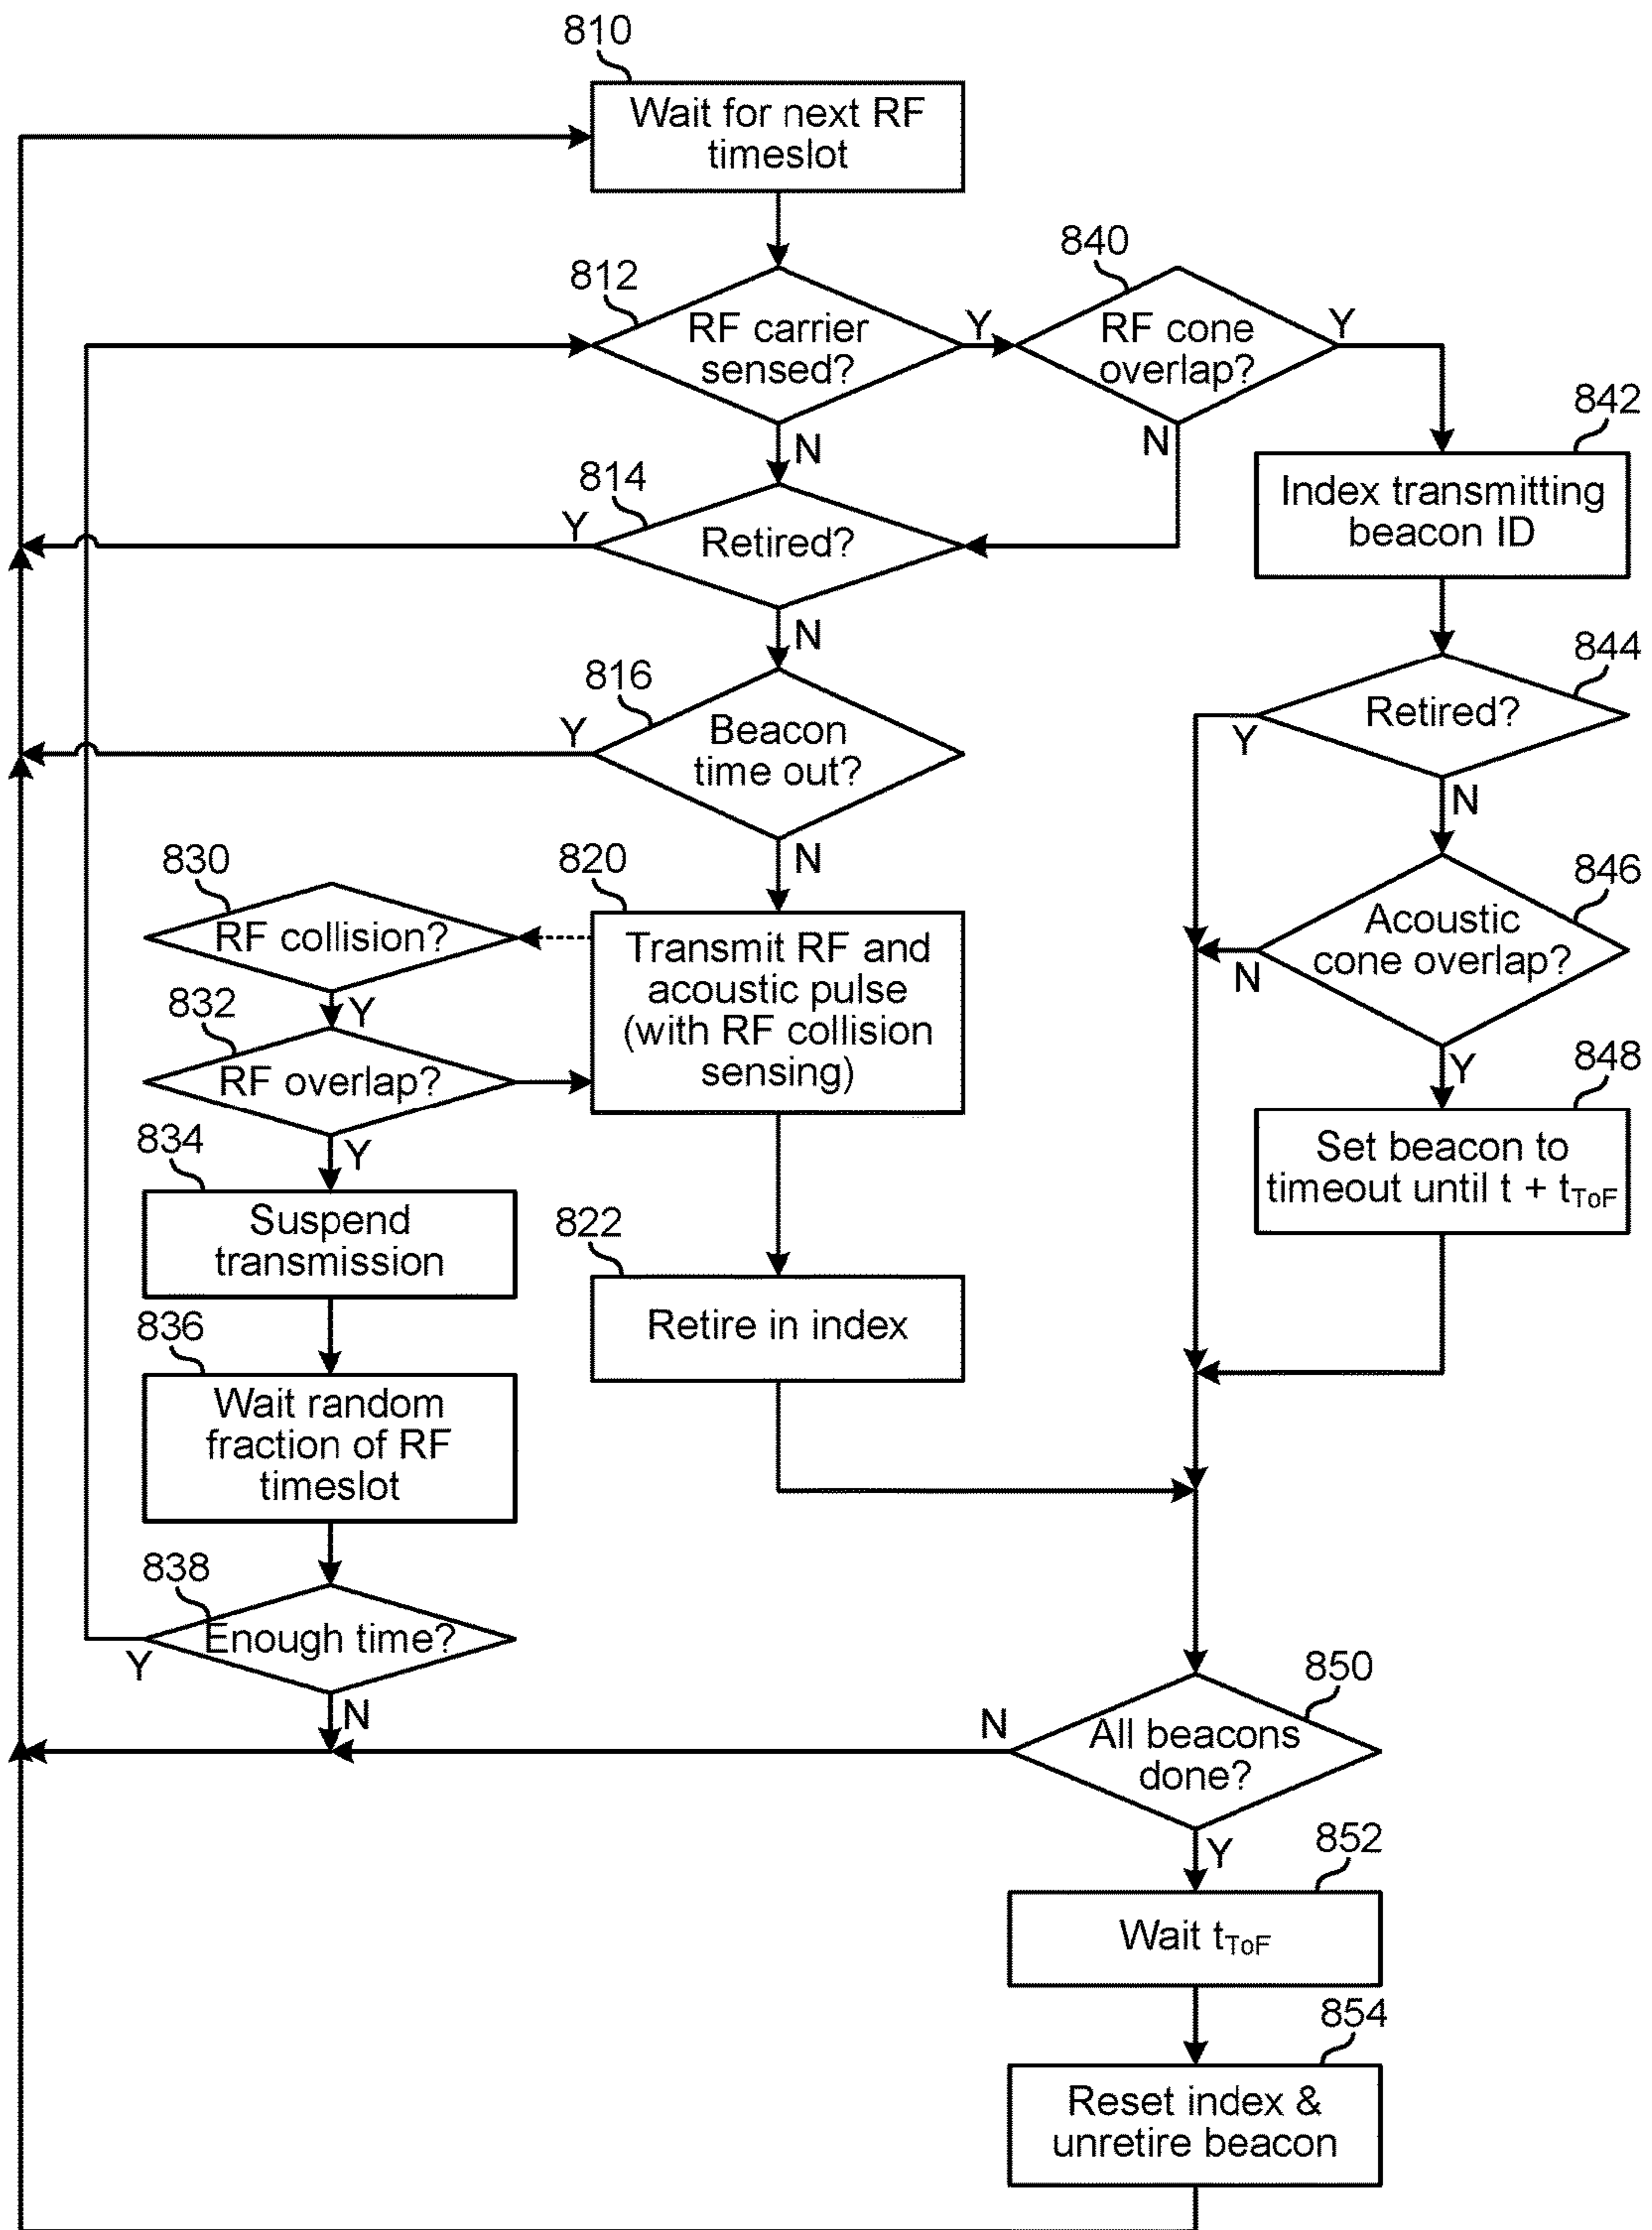 810
Wait for next RF
timeslot
812
RF carrier
sensed?
Y
N
840
RF cone
overlap?
Y
N
842
Index transmitting
beacon ID
814
Retired?
Y
N
844
Retired?
Y
N
816
Beacon
time out?
Y
N
846
Acoustic
cone overlap?
N
Y
830
RF collision?
Y
820
Transmit RF and
acoustic pulse
(with RF collision
sensing)
832
RF overlap?
Y
848
Set beacon to
timeout until t + tToF
834
Suspend
transmission
822
Retire in index
836
Wait random
fraction of RF
timeslot
838
Enough time?
Y
N
850
All beacons
done?
N
Y
852
Wait tToF
854
Reset index &
unretire beacon